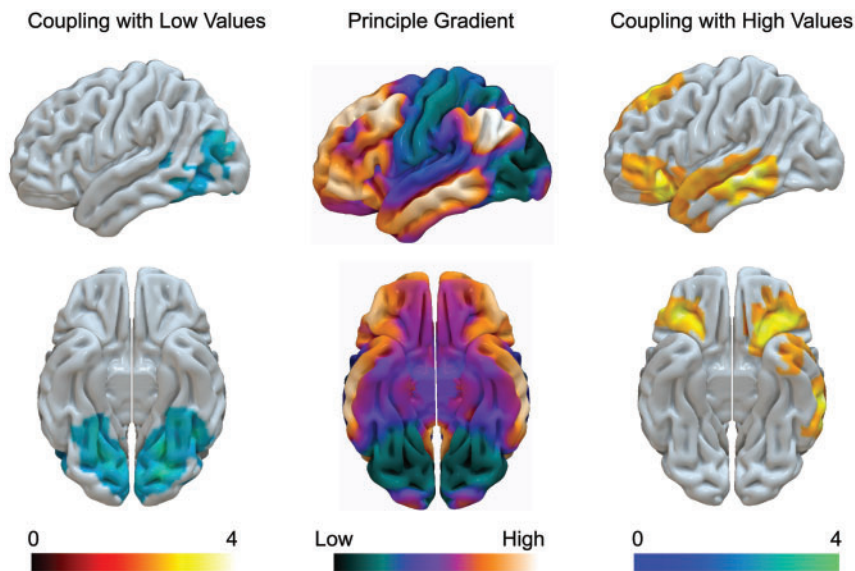 Coupling with Low Values
Principle Gradient
Coupling with High Values
0 4
Low High
0 4